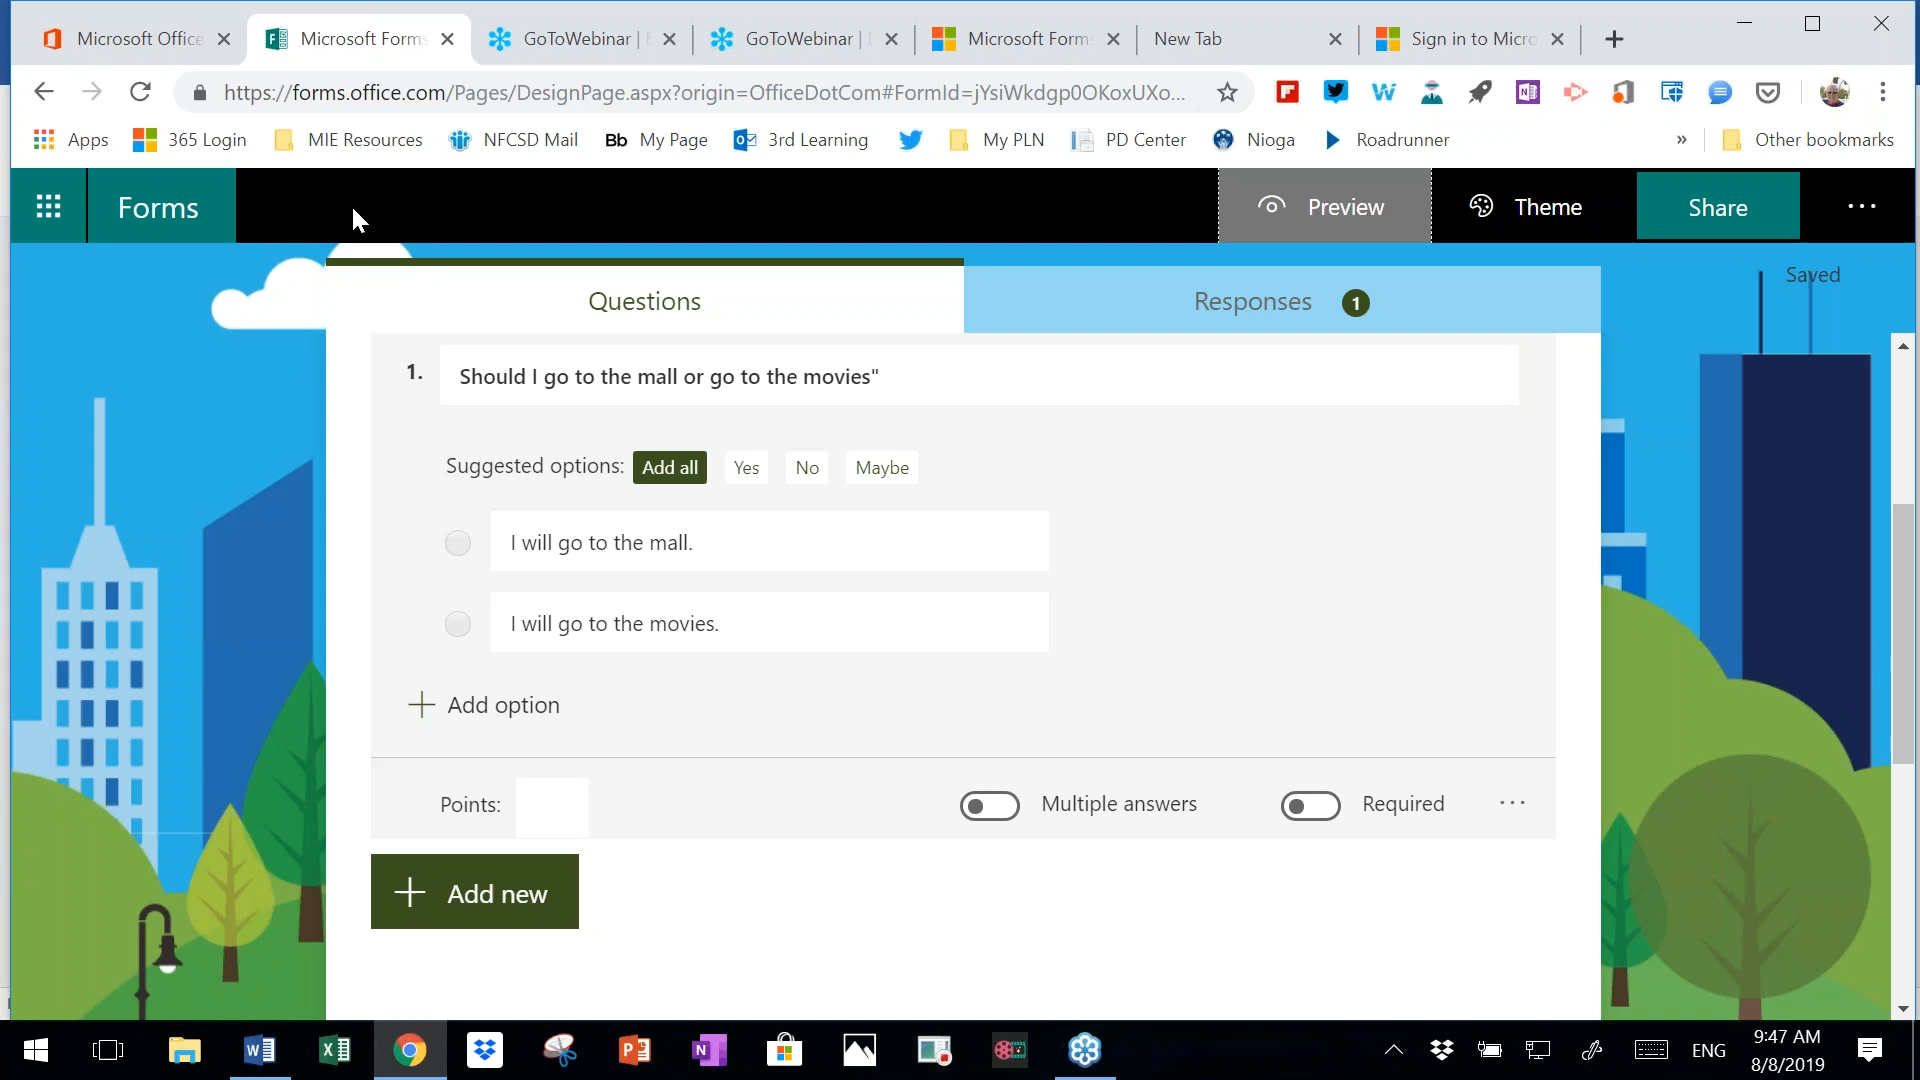 Microsoft Office
Microsoft Forms
GoToWebinar |
GoToWebinar |
Microsoft Forms
New Tab
Sign in to Micro
https://forms.office.com/Pages/DesignPage.aspx?origin=OfficeDotCom#FormId=jYsiWkdgp0OKoxUXo...
Apps
365 Login
MIE Resources
NFCSD Mail
Bb My Page
3rd Learning
My PLN
PD Center
Nioga
Roadrunner
»
Other bookmarks
Forms
Preview
Theme
Share
...
Saved
Questions
Responses 1
1. Should I go to the mall or go to the movies"
Suggested options: Add all Yes No Maybe
I will go to the mall.
I will go to the movies.
Add option
Points:
Multiple answers
Required
...
Add new
ENG
9:47 AM
8/8/2019